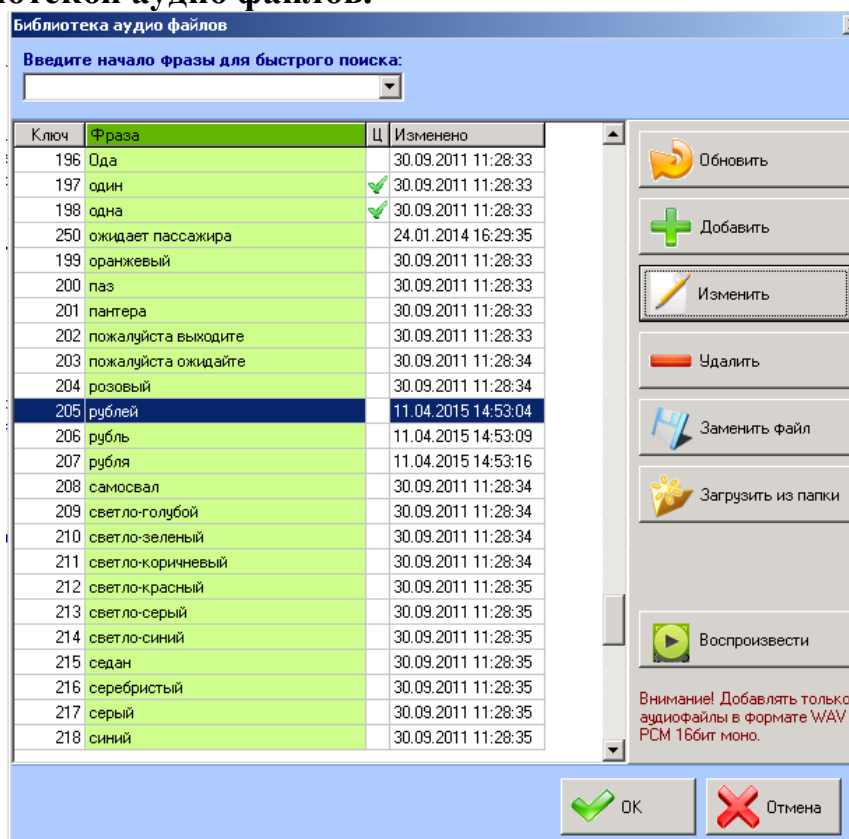 иотекой аудио файлов.
Библиотека аудио файлов
Введите начало фразы для быстрого поиска:
Ключ Фраза Ц Изменено
196 Ода 30.09.2011 11:28:33
197 один 30.09.2011 11:28:33
198 одна 30.09.2011 11:28:33
250 ожидает пассажира 24.01.2014 16:29:35
199 оранжевый 30.09.2011 11:28:33
200 паз 30.09.2011 11:28:33
201 пантера 30.09.2011 11:28:33
202 пожалуйста выходите 30.09.2011 11:28:33
203 пожалуйста ожидайте 30.09.2011 11:28:34
204 розовый 30.09.2011 11:28:34
205 рублей 11.04.2015 14:53:04
206 рубль 11.04.2015 14:53:09
207 рубля 11.04.2015 14:53:16
208 самосвал 30.09.2011 11:28:34
209 светло-голубой 30.09.2011 11:28:34
210 светло-зеленый 30.09.2011 11:28:34
211 светло-коричневый 30.09.2011 11:28:34
212 светло-красный 30.09.2011 11:28:35
213 светло-серый 30.09.2011 11:28:35
214 светло-синий 30.09.2011 11:28:35
215 седан 30.09.2011 11:28:35
216 серебристый 30.09.2011 11:28:35
217 серый 30.09.2011 11:28:35
218 синий 30.09.2011 11:28:35
Обновить
Добавить
Изменить
Удалить
Заменить файл
Загрузить из папки
Воспроизвести
Внимание! Добавлять только
аудиофайлы в формате WAV
PCM 16бит моно.
OK
Отмена